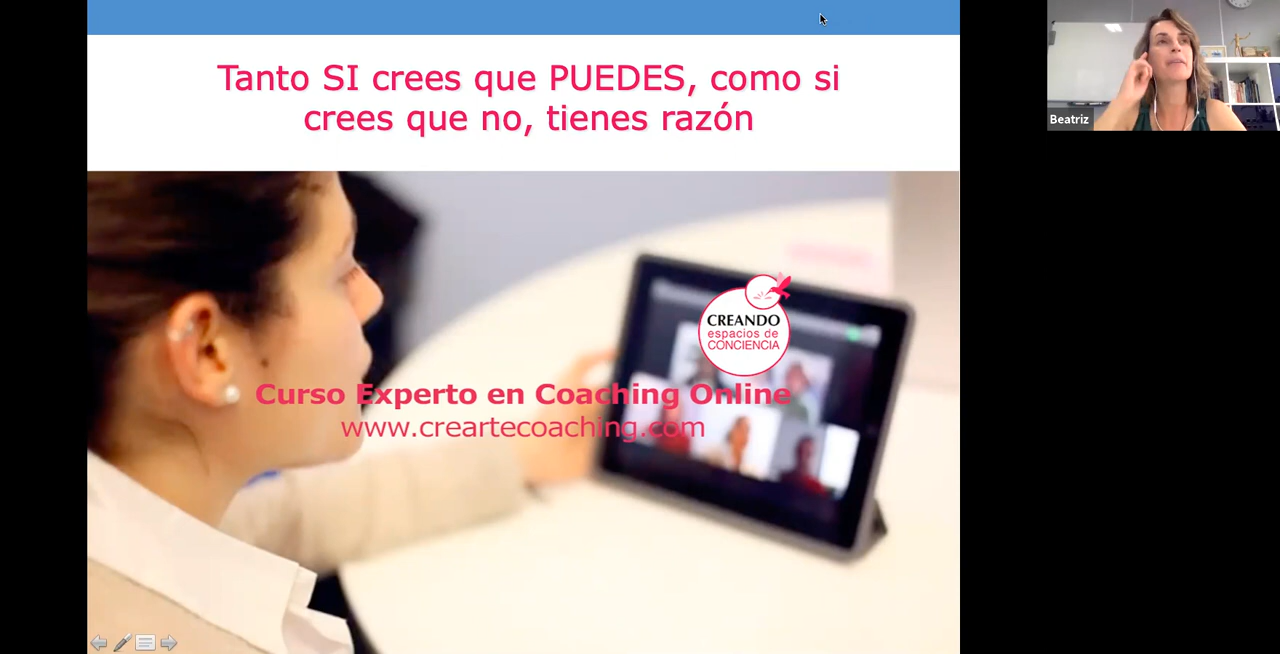 Tanto SI crees que PUEDES, como si
crees que no, tienes razón
Beatriz
CREANDO
espacios de
CONCIENCIA
Curso Experto en Coaching Online
www.creartecoaching.com